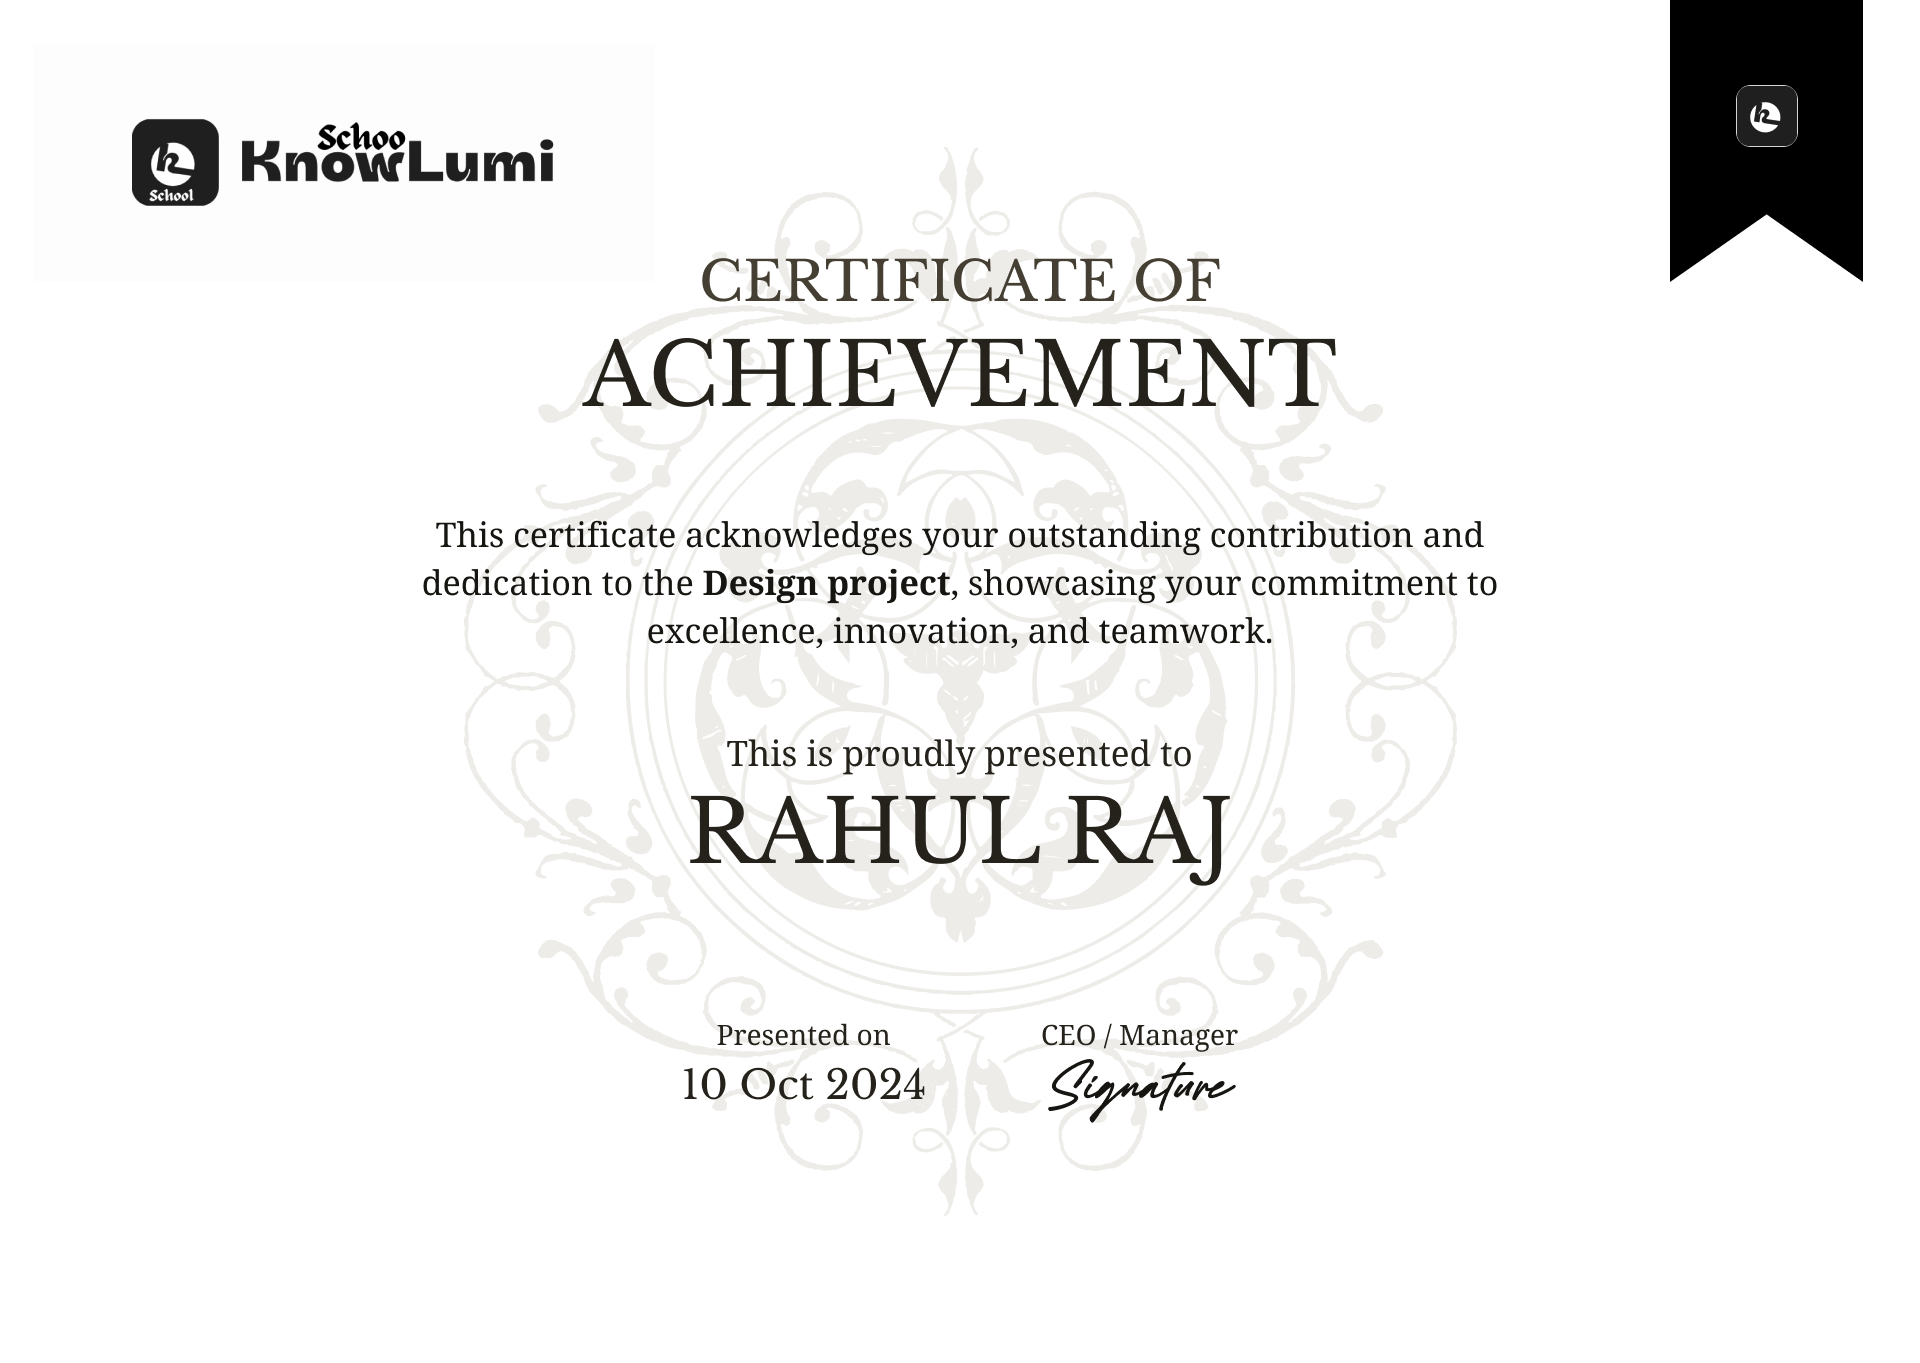 Schoo
KnowLumi
School
CERTIFICATE OF
ACHIEVEMENT
This certificate acknowledges your outstanding contribution and
dedication to the Design project, showcasing your commitment to
excellence, innovation, and teamwork.
This is proudly presented to
RAHUL RAJ
Presented on
CEO / Manager
10 Oct 2024
Signature